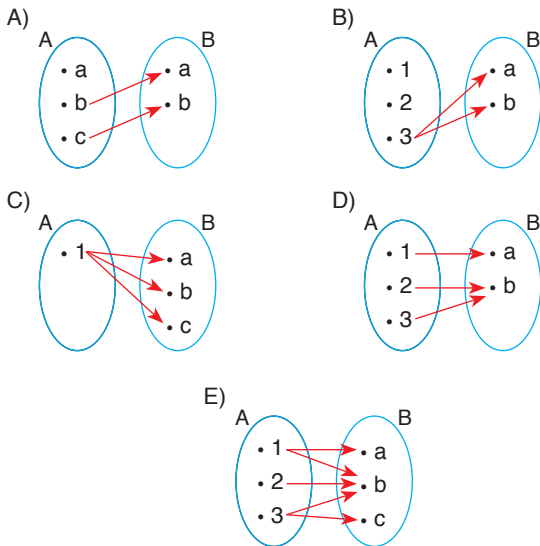 A)
A B
• a • a
• b • b
• c
B)
A B
• 1 • a
• 2 • b
• 3
C)
A B
• 1 • a
• b
• c
D)
A B
• 1 • a
• 2 • b
• 3
E)
A B
• 1 • a
• 2 • b
• 3 • c